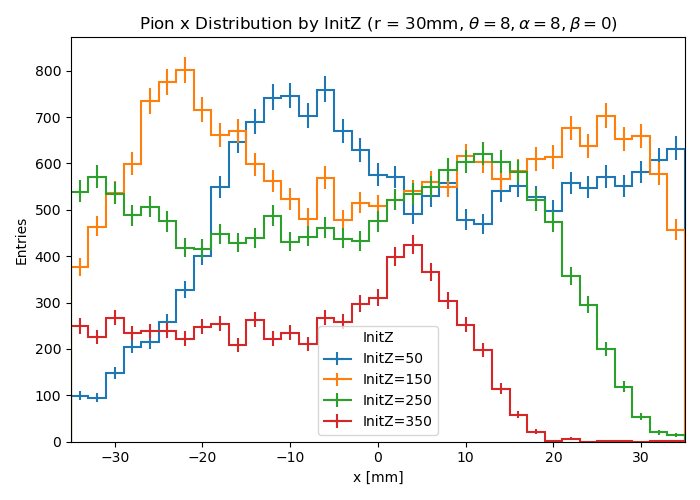 Pion x Distribution by InitZ (r = 30mm, θ = 8, α = 8, β = 0)
Entries
800
700
600
500
400
300
200
100
0
InitZ
InitZ=50
InitZ=150
InitZ=250
InitZ=350
−30
−20
−10
0
10
20
30
x [mm]